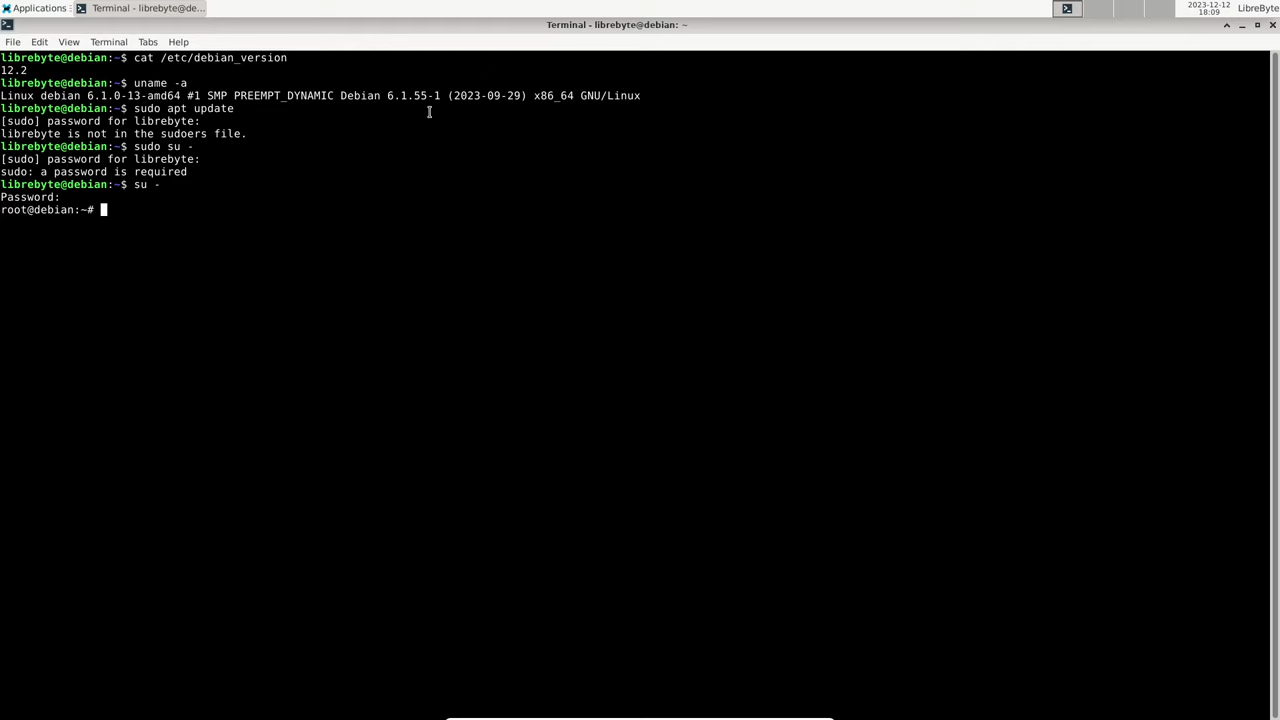 Applications
Terminal - librebyte@de...
2023-12-12
18:09
LibreByte
Terminal - librebyte@debian: ~
File Edit View Terminal Tabs Help
librebyte@debian:~$ cat /etc/debian_version
12.2
librebyte@debian:~$ uname -a
Linux debian 6.1.0-13-amd64 #1 SMP PREEMPT_DYNAMIC Debian 6.1.55-1 (2023-09-29) x86_64 GNU/Linux
librebyte@debian:~$ sudo apt update
[sudo] password for librebyte:
librebyte is not in the sudoers file.
librebyte@debian:~$ sudo su -
[sudo] password for librebyte:
sudo: a password is required
librebyte@debian:~$ su -
Password:
root@debian:~#